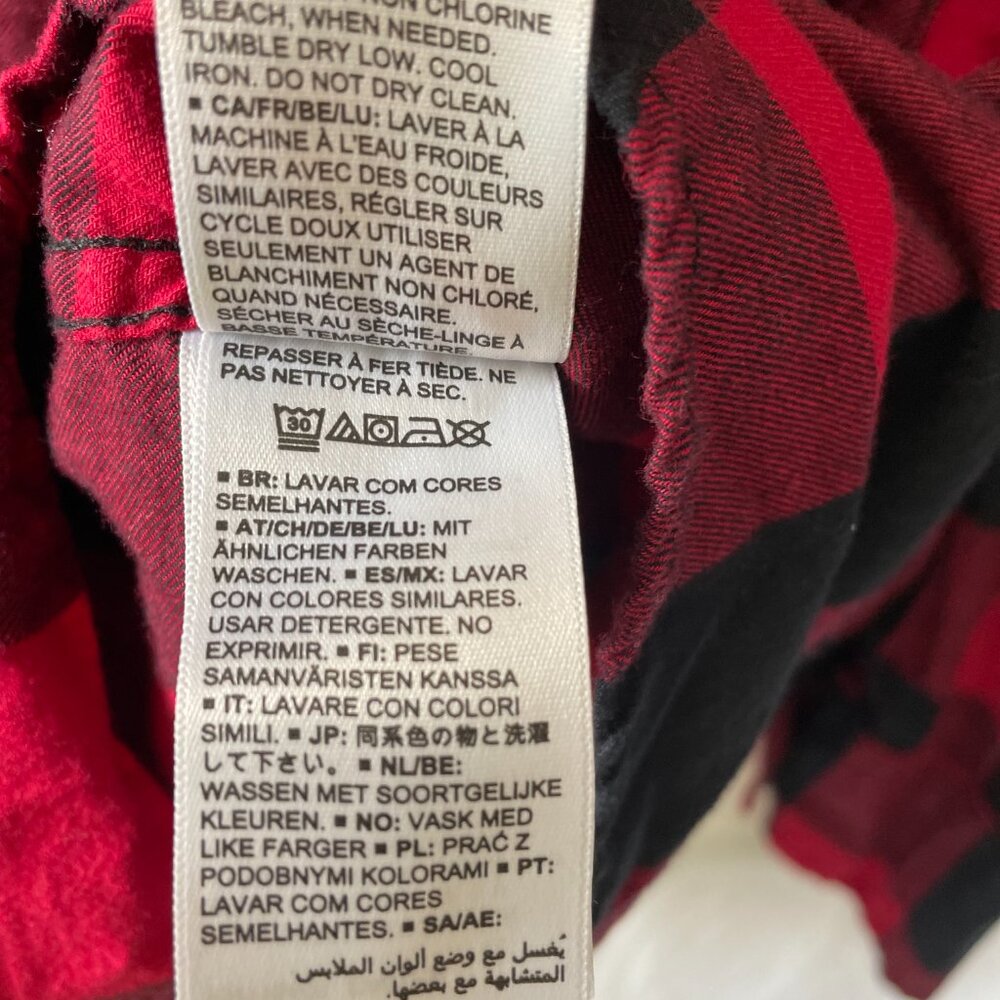 NON CHLORINE
BLEACH, WHEN NEEDED.
TUMBLE DRY LOW. COOL
IRON. DO NOT DRY CLEAN.
■ CA/FR/BE/LU: LAVER À LA
MACHINE À L'EAU FROIDE,
LAVER AVEC DES COULEURS
SIMILAIRES, RÉGLER SUR
CYCLE DOUX UTILISER
SEULEMENT UN AGENT DE
BLANCHIMENT NON CHLORÉ,
QUAND NÉCESSAIRE.
SÉCHER AU SÈCHE-LINGE À
BASSE TEMPÉRATURE.
REPASSER À FER TIÈDE. NE
PAS NETTOYER À SEC.
30
■ BR: LAVAR COM CORES
SEMELHANTES.
■ AT/CH/DE/BE/LU: MIT
ÄHNLICHEN FARBEN
WASCHEN. ■ ES/MX: LAVAR
CON COLORES SIMILARES.
USAR DETERGENTE. NO
EXPRIMIR. ■ FI: PESE
SAMANVÄRISTEN KANSSA
■ IT: LAVARE CON COLORI
SIMILI. ■ JP: 同系色の物と洗濯
して下さい。 ■ NL/BE:
WASSEN MET SOORTGELIJKE
KLEUREN. ■ NO: VASK MED
LIKE FARGER ■ PL: PRAĆ Z
PODOBNYMI KOLORAMI ■ PT:
LAVAR COM CORES
SEMELHANTES. ■ SA/AE:
يُغسل مع وضع ألوان الملابس
المتشابهة مع بعضها.